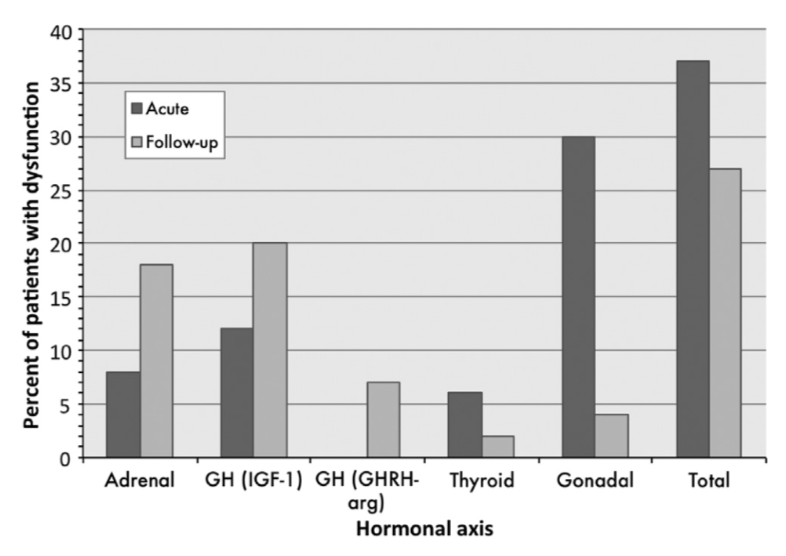 Percent of patients with dysfunction
40
35
30
25
20
15
10
5
0
Acute
Follow-up
Adrenal
GH (IGF-1)
GH (GHRH-
arg)
Thyroid
Gonadal
Total
Hormonal axis